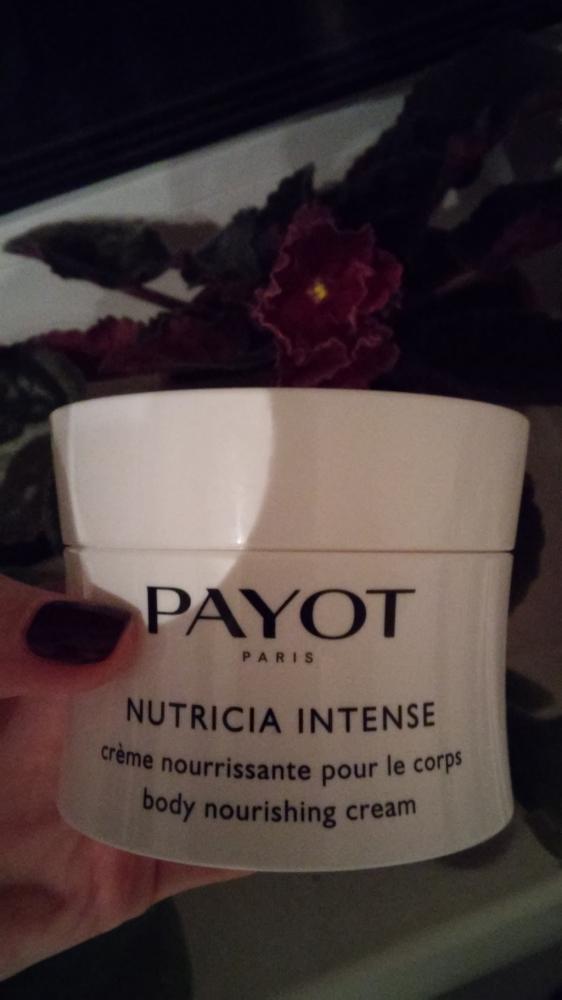 PAYOT
PARIS
NUTRICIA INTENSE
crème nourrissante pour le corps
body nourishing cream